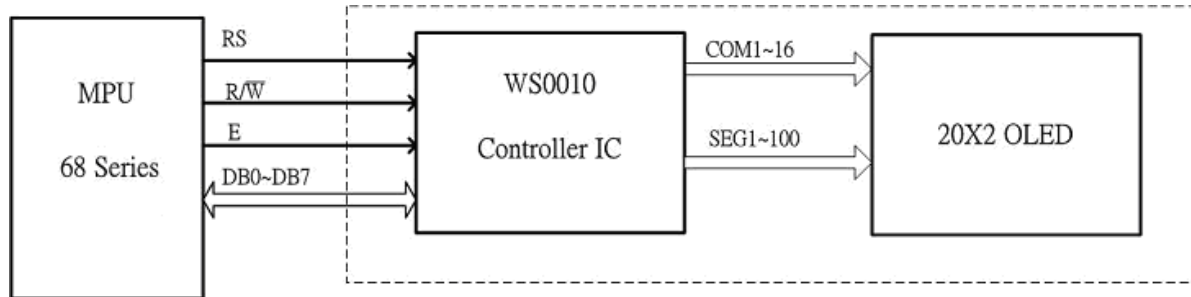 MPU
68 Series
RS
R/W̅
E
DB0~DB7
WS0010
Controller IC
COM1~16
SEG1~100
20X2 OLED